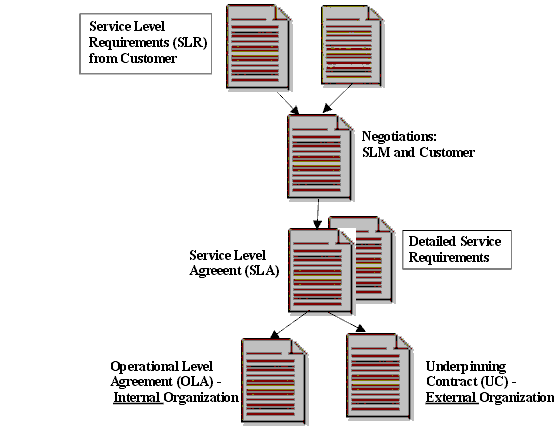 Service Level
Requirements (SLR)
from Customer
Negotiations:
SLM and Customer
Service Level
Agreeent (SLA)
Detailed Service
Requirements
Operational Level
Agreement (OLA) -
Internal Organization
Underpinning
Contract (UC) -
External Organization